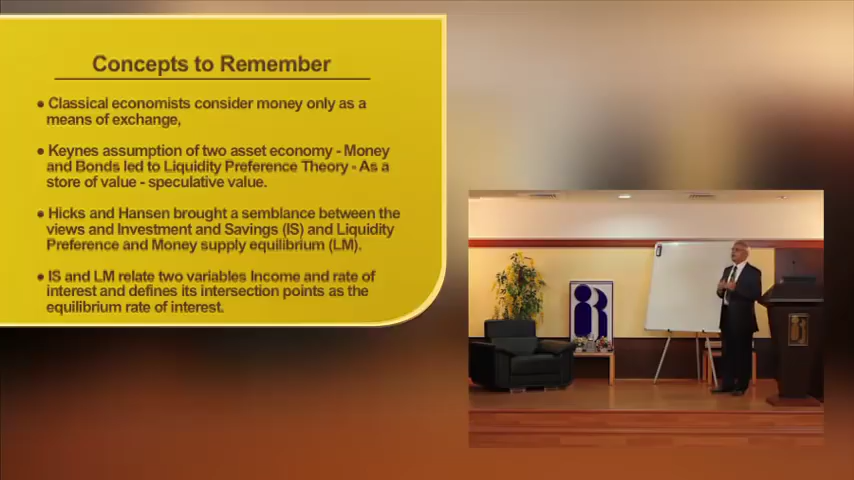 Concepts to Remember
● Classical economists consider money only as a
means of exchange,
● Keynes assumption of two asset economy - Money
and Bonds led to Liquidity Preference Theory - As a
store of value - speculative value.
● Hicks and Hansen brought a semblance between the
views and Investment and Savings (IS) and Liquidity
Preference and Money supply equilibrium (LM).
● IS and LM relate two variables Income and rate of
interest and defines its intersection points as the
equilibrium rate of interest.